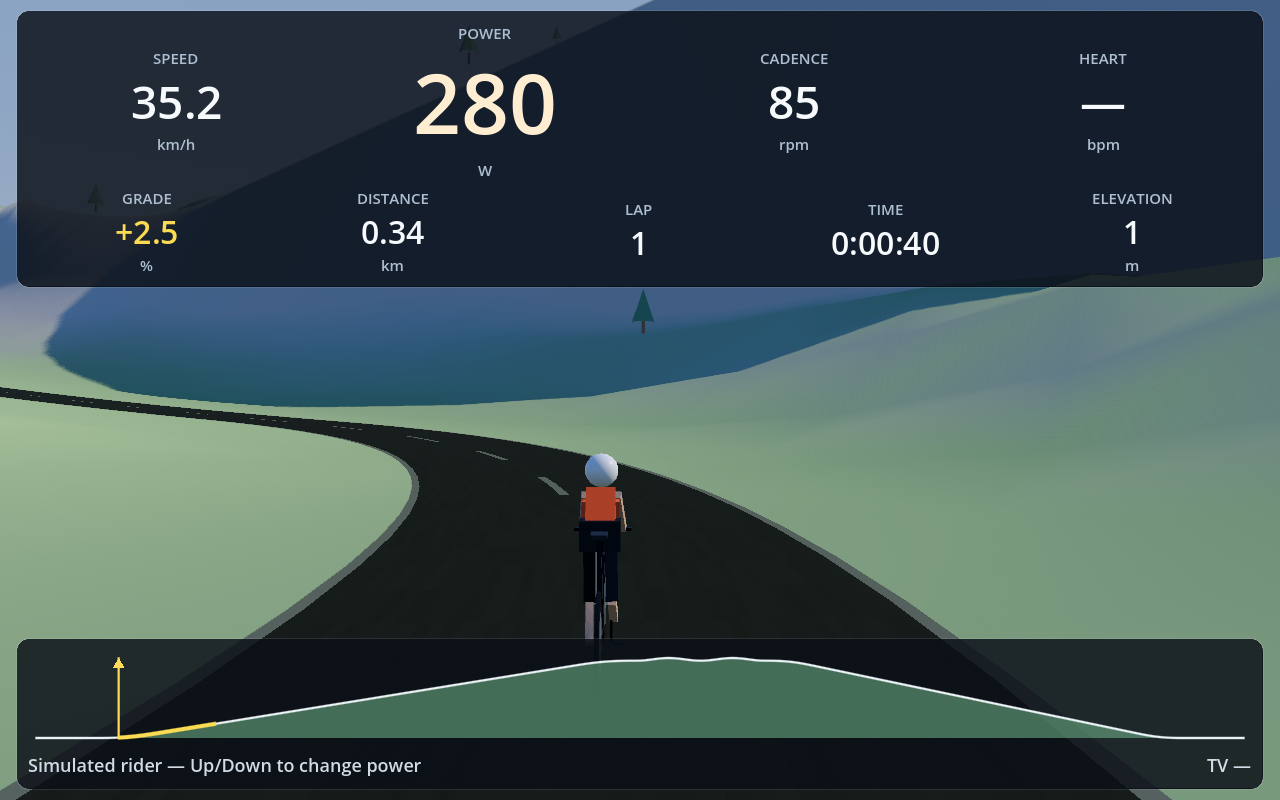 SPEED
35.2
km/h
POWER
280
W
CADENCE
85
rpm
HEART
—
bpm
GRADE
+2.5
%
DISTANCE
0.34
km
LAP
1
TIME
0:00:40
ELEVATION
1
m
Simulated rider — Up/Down to change power
TV —